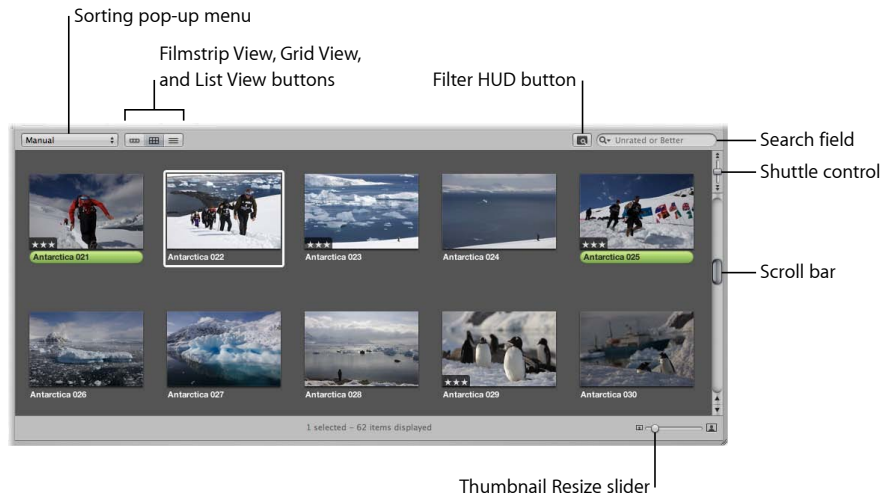 Sorting pop-up menu
Filmstrip View, Grid View,
and List View buttons
Filter HUD button
Manual
Unrated or Better
Search field
Shuttle control
Antarctica 021
Antarctica 022
Antarctica 023
Antarctica 024
Antarctica 025
Scroll bar
Antarctica 026
Antarctica 027
Antarctica 028
Antarctica 029
Antarctica 030
1 selected – 62 items displayed
Thumbnail Resize slider